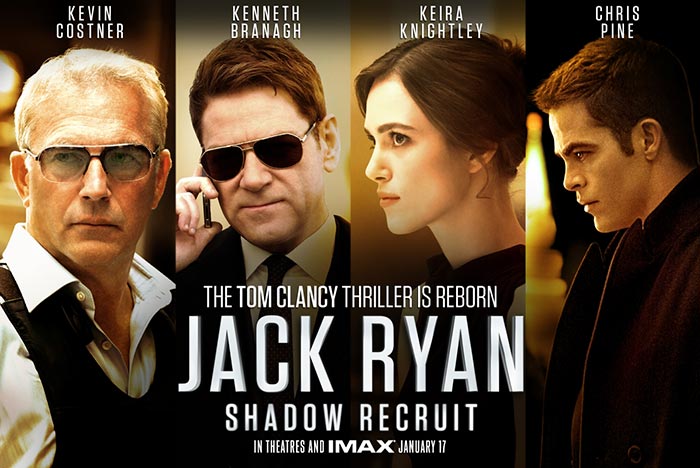 KEVIN
COSTNER
KENNETH
BRANAGH
KEIRA
KNIGHTLEY
CHRIS
PINE
THE TOM CLANCY THRILLER IS REBORN
JACK RYAN
SHADOW RECRUIT
IN THEATRES AND IMAX JANUARY 17